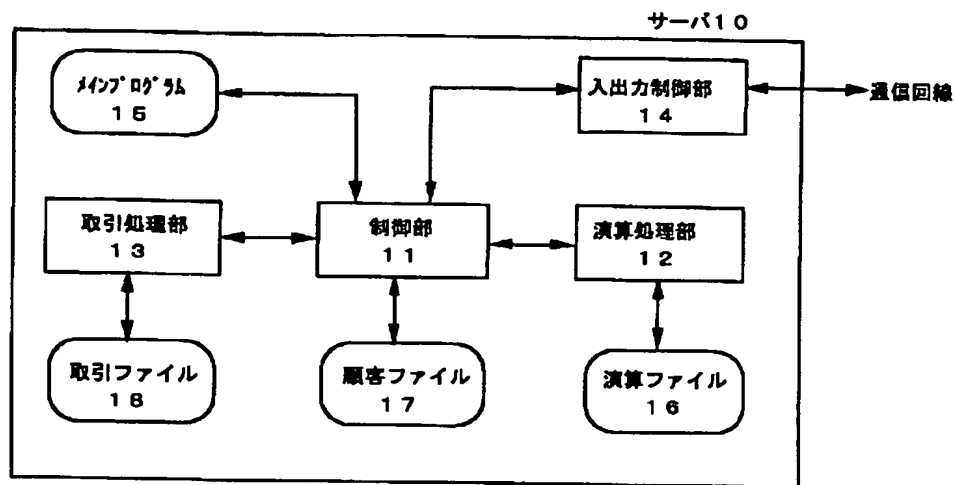 サーバ10
メインプログラム
15
入出力制御部
14
通信回線
取引処理部
13
制御部
11
演算処理部
12
取引ファイル
18
顧客ファイル
17
演算ファイル
16